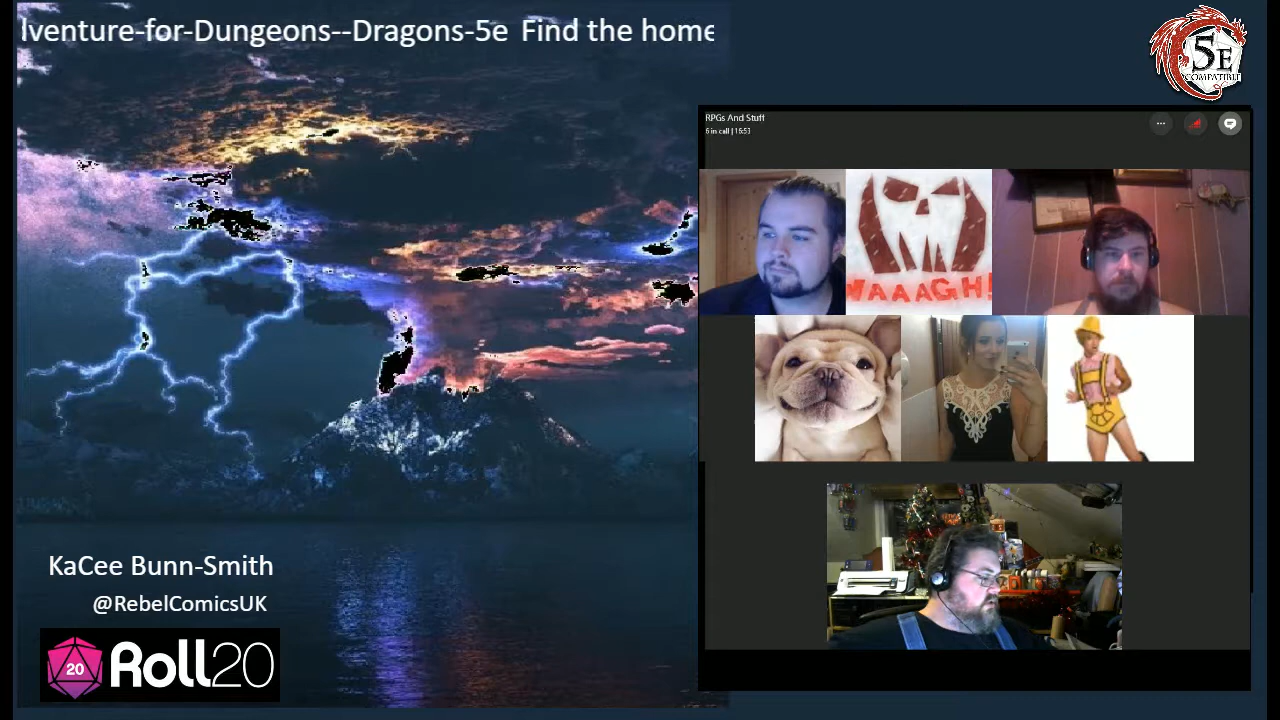 lventure-for-Dungeons--Dragons-5e Find the home
5E
COMPATIBLE
RPGs And Stuff
6 in call | 16:53
WAAAGH!
KaCee Bunn-Smith
@RebelComicsUK
20
Roll20